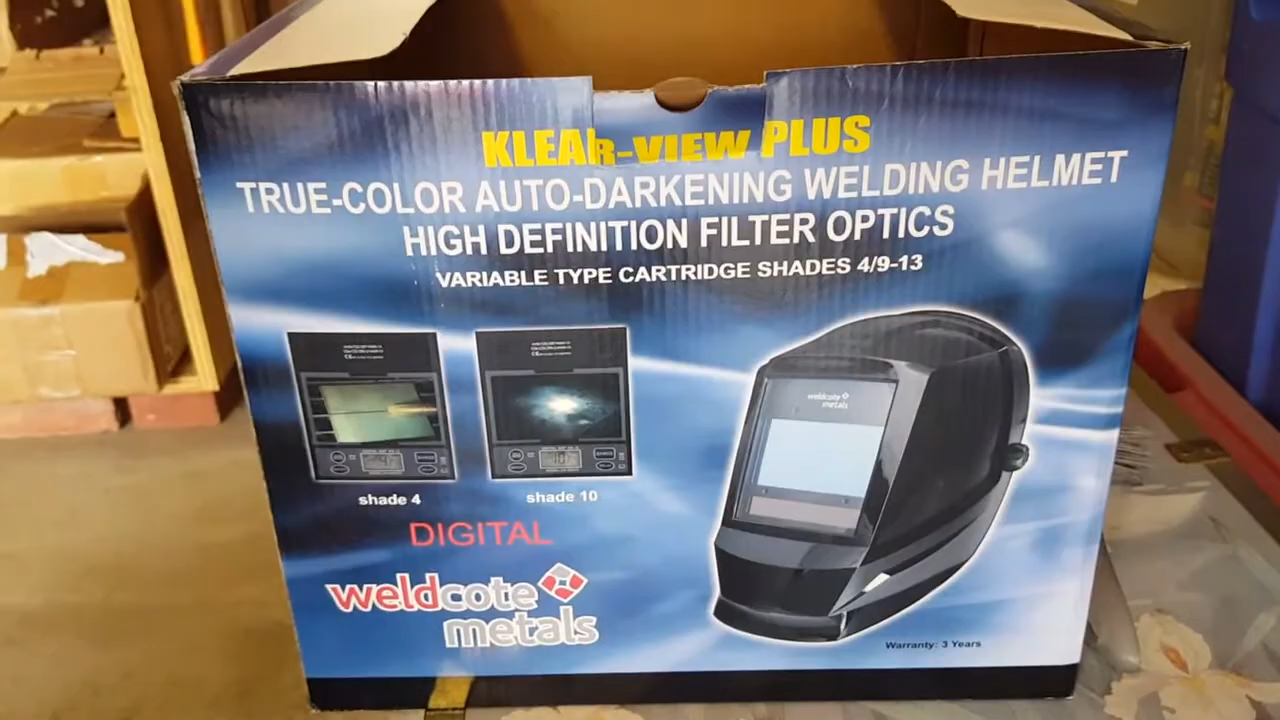 KLEAR-VIEW PLUS
TRUE-COLOR AUTO-DARKENING WELDING HELMET
HIGH DEFINITION FILTER OPTICS
VARIABLE TYPE CARTRIDGE SHADES 4/9-13
weldcote
metals
shade 4
shade 10
DIGITAL
weldcote
metals
Warranty: 3 Years